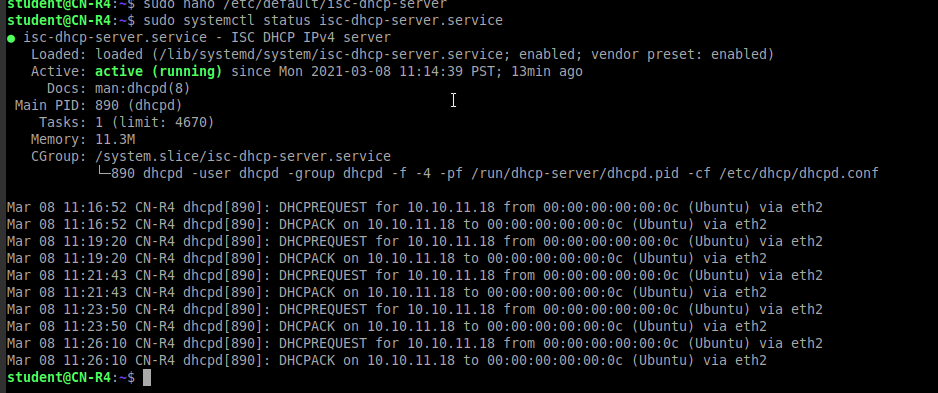 student@CN-R4:~$ sudo nano /etc/default/isc-dhcp-server
student@CN-R4:~$ sudo systemctl status isc-dhcp-server.service
● isc-dhcp-server.service - ISC DHCP IPv4 server
Loaded: loaded (/lib/systemd/system/isc-dhcp-server.service; enabled; vendor preset: enabled)
Active: active (running) since Mon 2021-03-08 11:14:39 PST; 13min ago
Docs: man:dhcpd(8)
Main PID: 890 (dhcpd)
Tasks: 1 (limit: 4670)
Memory: 11.3M
CGroup: /system.slice/isc-dhcp-server.service
└─890 dhcpd -user dhcpd -group dhcpd -f -4 -pf /run/dhcp-server/dhcpd.pid -cf /etc/dhcp/dhcpd.conf
Mar 08 11:16:52 CN-R4 dhcpd[890]: DHCPREQUEST for 10.10.11.18 from 00:00:00:00:00:0c (Ubuntu) via eth2
Mar 08 11:16:52 CN-R4 dhcpd[890]: DHCPACK on 10.10.11.18 to 00:00:00:00:00:0c (Ubuntu) via eth2
Mar 08 11:19:20 CN-R4 dhcpd[890]: DHCPREQUEST for 10.10.11.18 from 00:00:00:00:00:0c (Ubuntu) via eth2
Mar 08 11:19:20 CN-R4 dhcpd[890]: DHCPACK on 10.10.11.18 to 00:00:00:00:00:0c (Ubuntu) via eth2
Mar 08 11:21:43 CN-R4 dhcpd[890]: DHCPREQUEST for 10.10.11.18 from 00:00:00:00:00:0c (Ubuntu) via eth2
Mar 08 11:21:43 CN-R4 dhcpd[890]: DHCPACK on 10.10.11.18 to 00:00:00:00:00:0c (Ubuntu) via eth2
Mar 08 11:23:50 CN-R4 dhcpd[890]: DHCPREQUEST for 10.10.11.18 from 00:00:00:00:00:0c (Ubuntu) via eth2
Mar 08 11:23:50 CN-R4 dhcpd[890]: DHCPACK on 10.10.11.18 to 00:00:00:00:00:0c (Ubuntu) via eth2
Mar 08 11:26:10 CN-R4 dhcpd[890]: DHCPREQUEST for 10.10.11.18 from 00:00:00:00:00:0c (Ubuntu) via eth2
Mar 08 11:26:10 CN-R4 dhcpd[890]: DHCPACK on 10.10.11.18 to 00:00:00:00:00:0c (Ubuntu) via eth2
student@CN-R4:~$